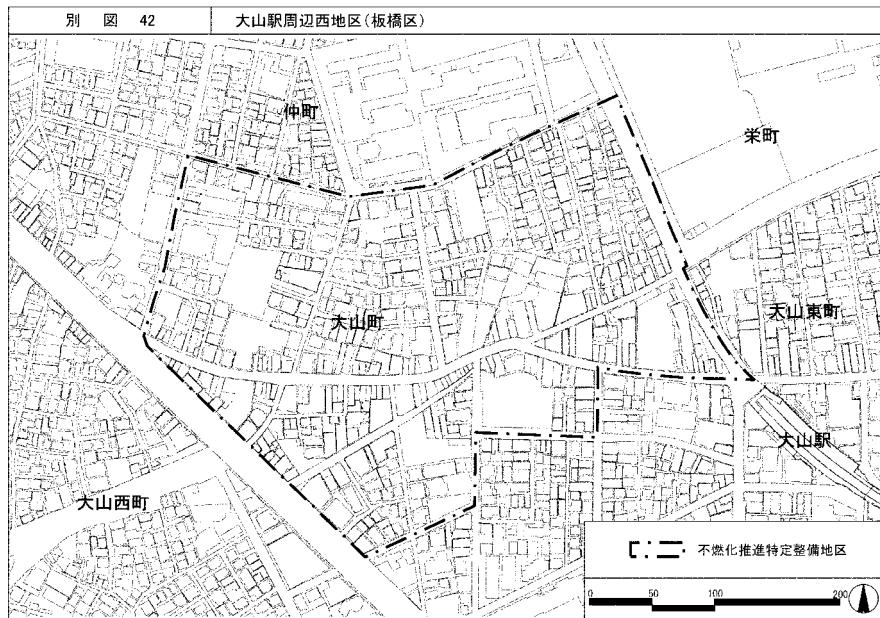 別 図 42
大山駅周辺西地区(板橋区)
仲町
栄町
大山町
大山東町
大山駅
大山西町
不燃化推進特定整備地区
0 50 100 200